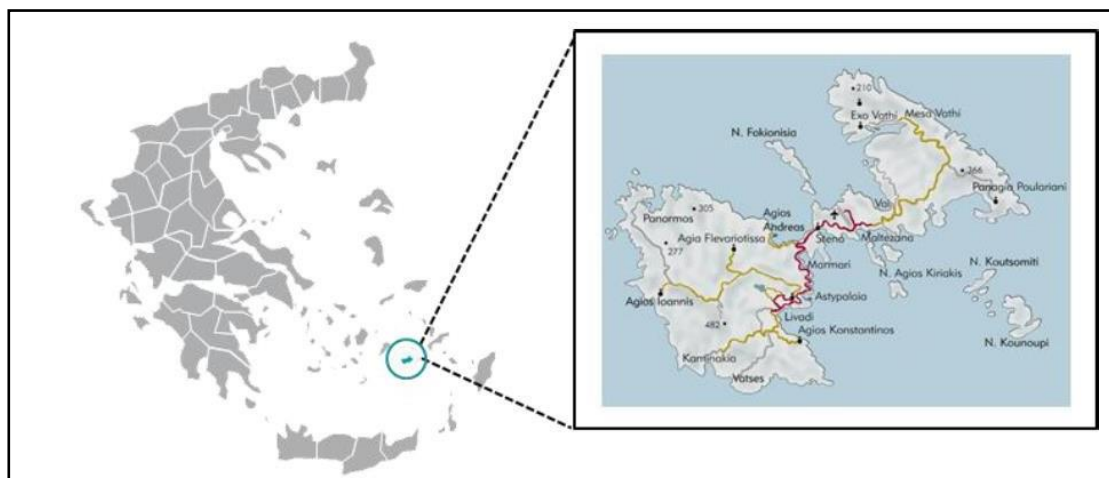 210
Exo Vathi
Mesa Vathi
N. Fokionisia
266
Panagia Poulariani
305
Panormos
Agios
Andreas
Vai
277
Agia Flevariotissa
Steno
Maltezana
Marmari
N. Agios Kiriakis
N. Koutsomiti
Agios Ioannis
Astypalaia
Livadi
482
Agios Konstantinos
N. Kounoupi
Kaminakia
Vatses